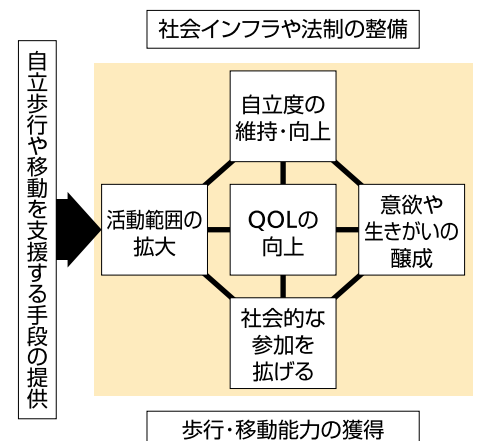 社会インフラや法制の整備
自立歩行や移動を支援する手段の提供
自立度の
維持・向上
活動範囲の
拡大
QOLの
向上
意欲や
生きがいの
醸成
社会的な
参加を
拡げる
歩行・移動能力の獲得